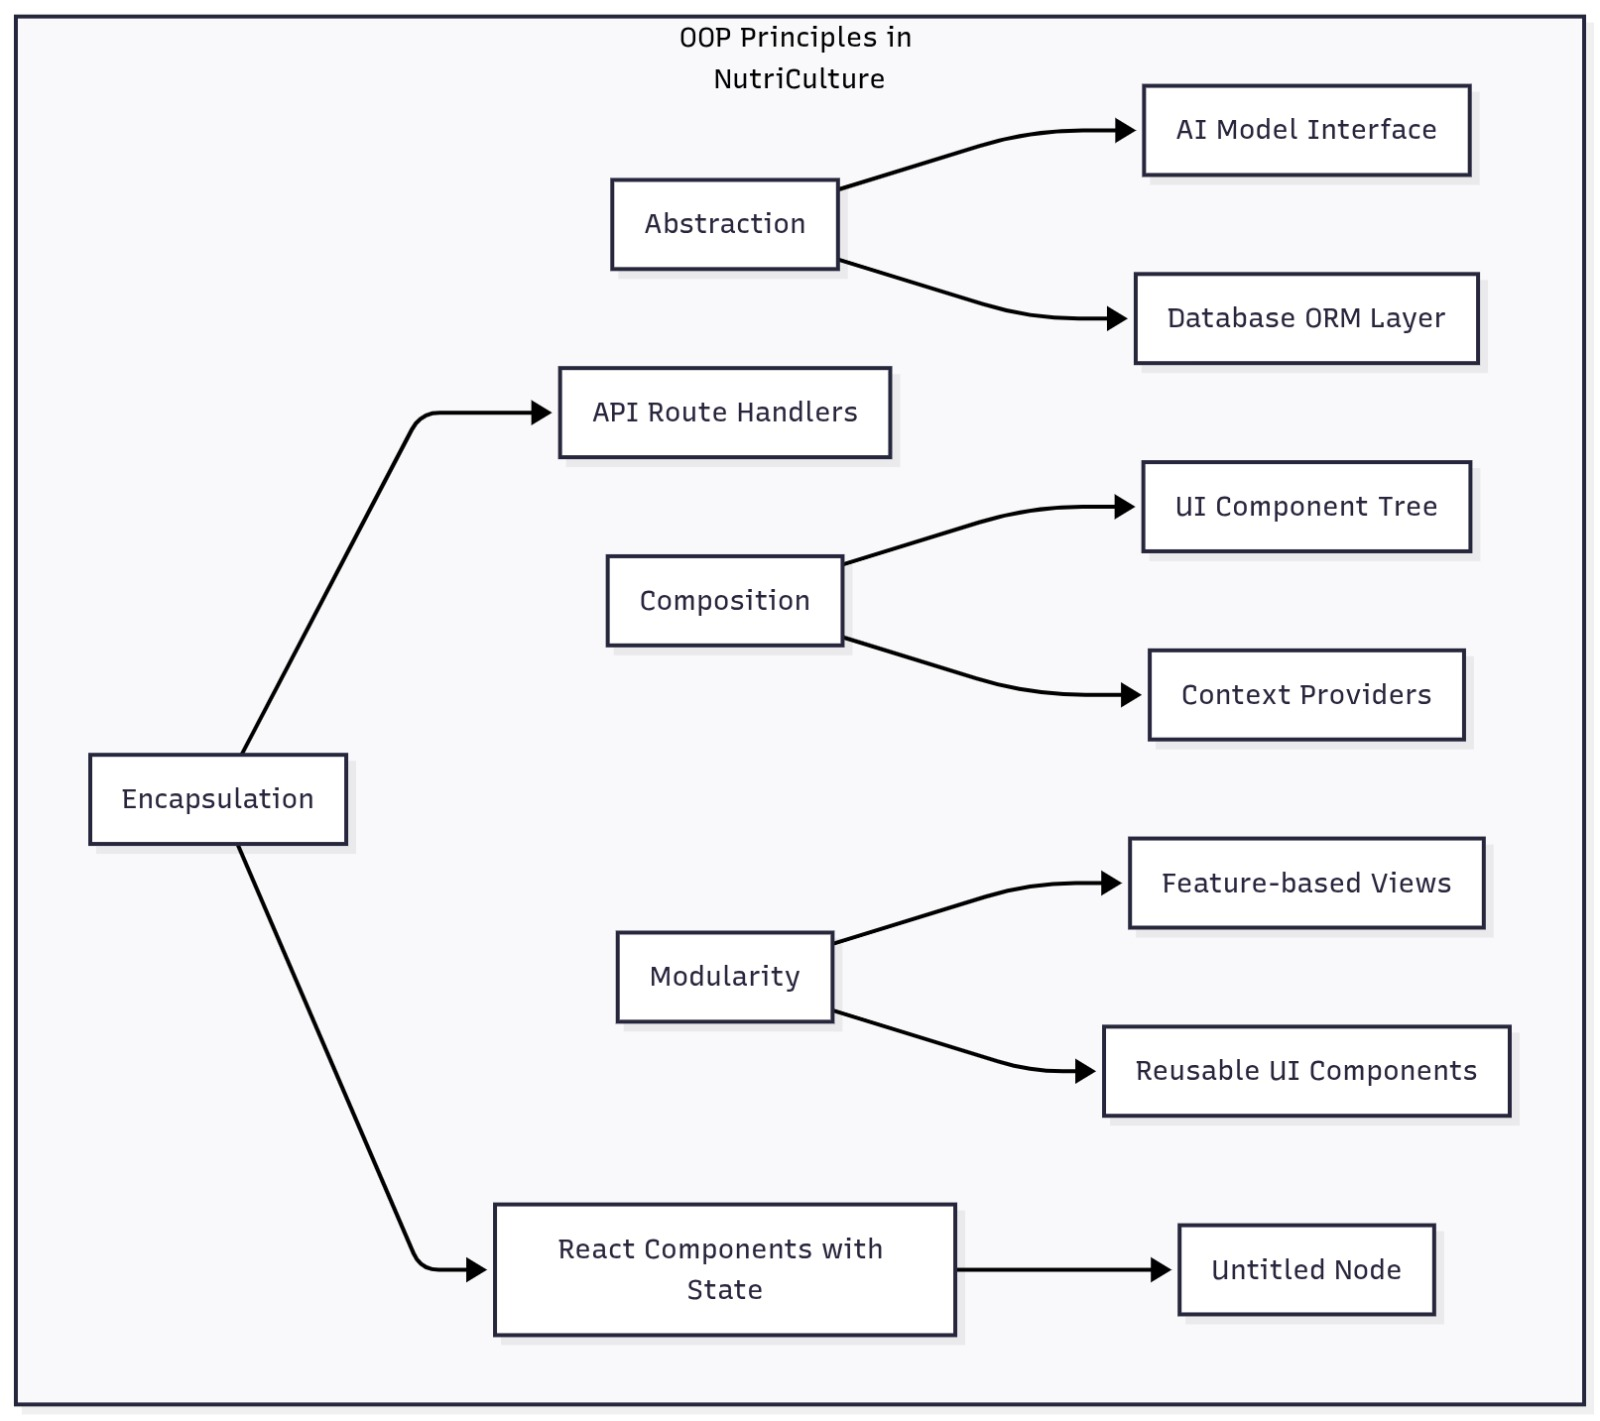 OOP Principles in
NutriCulture
AI Model Interface
Abstraction
Database ORM Layer
API Route Handlers
UI Component Tree
Composition
Context Providers
Encapsulation
Feature-based Views
Modularity
Reusable UI Components
React Components with
State
Untitled Node